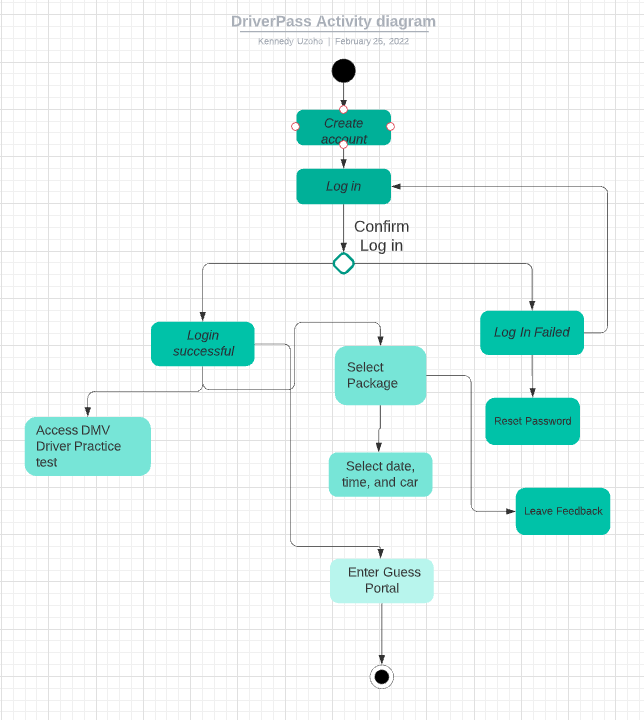 DriverPass Activity diagram
Kennedy Uzoho | February 26, 2022
Create
account
Log in
Confirm
Log in
Login
successful
Log In Failed
Select
Package
Reset Password
Access DMV
Driver Practice
test
Select date,
time, and car
Leave Feedback
Enter Guess
Portal